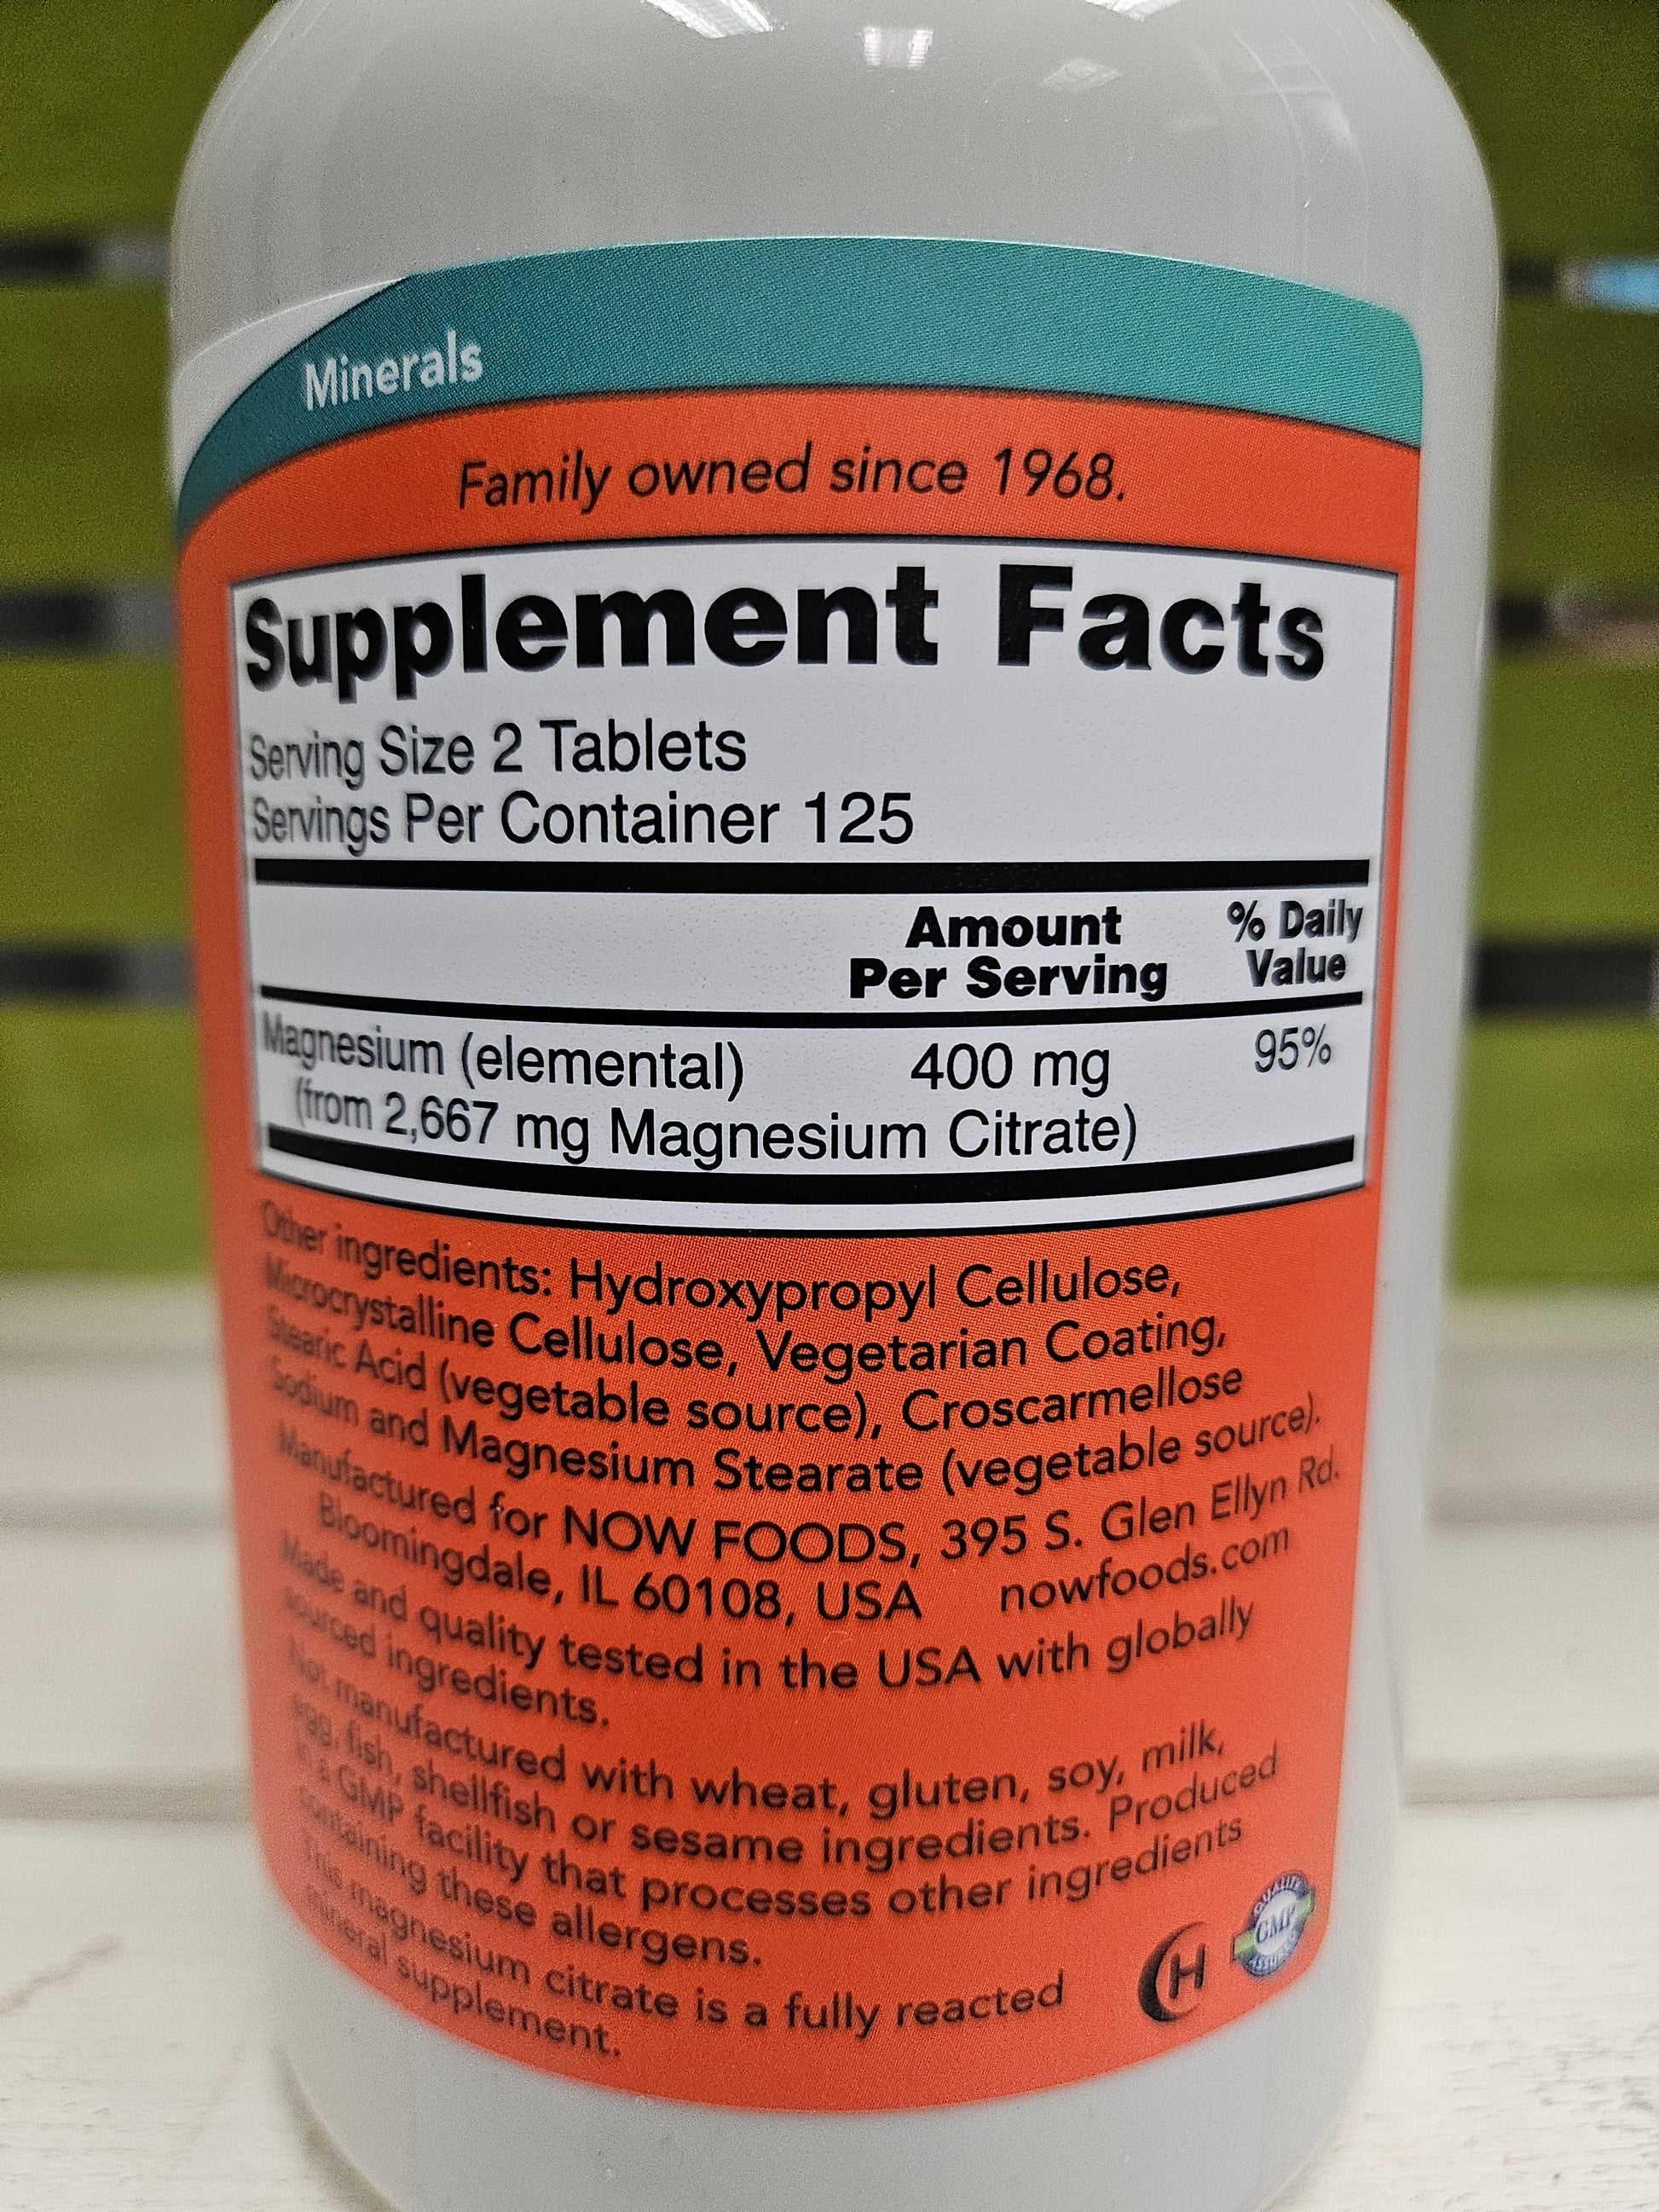 Minerals
Family owned since 1968.
Supplement Facts
Serving Size 2 Tablets
Servings Per Container 125
Amount Per Serving
% Daily Value
Magnesium (elemental) 400 mg 95%
(from 2,667 mg Magnesium Citrate)
Other ingredients: Hydroxypropyl Cellulose,
Microcrystalline Cellulose, Vegetarian Coating,
Stearic Acid (vegetable source), Croscarmellose
Sodium and Magnesium Stearate (vegetable source).
Manufactured for NOW FOODS, 395 S. Glen Ellyn Rd.
Bloomingdale, IL 60108, USA nowfoods.com
Made and quality tested in the USA with globally
sourced ingredients.
Not manufactured with wheat, gluten, soy, milk,
egg, fish, shellfish or sesame ingredients. Produced
in a GMP facility that processes other ingredients
containing these allergens.
This magnesium citrate is a fully reacted
mineral supplement.
H
QUALITY
GMP
ASSURED